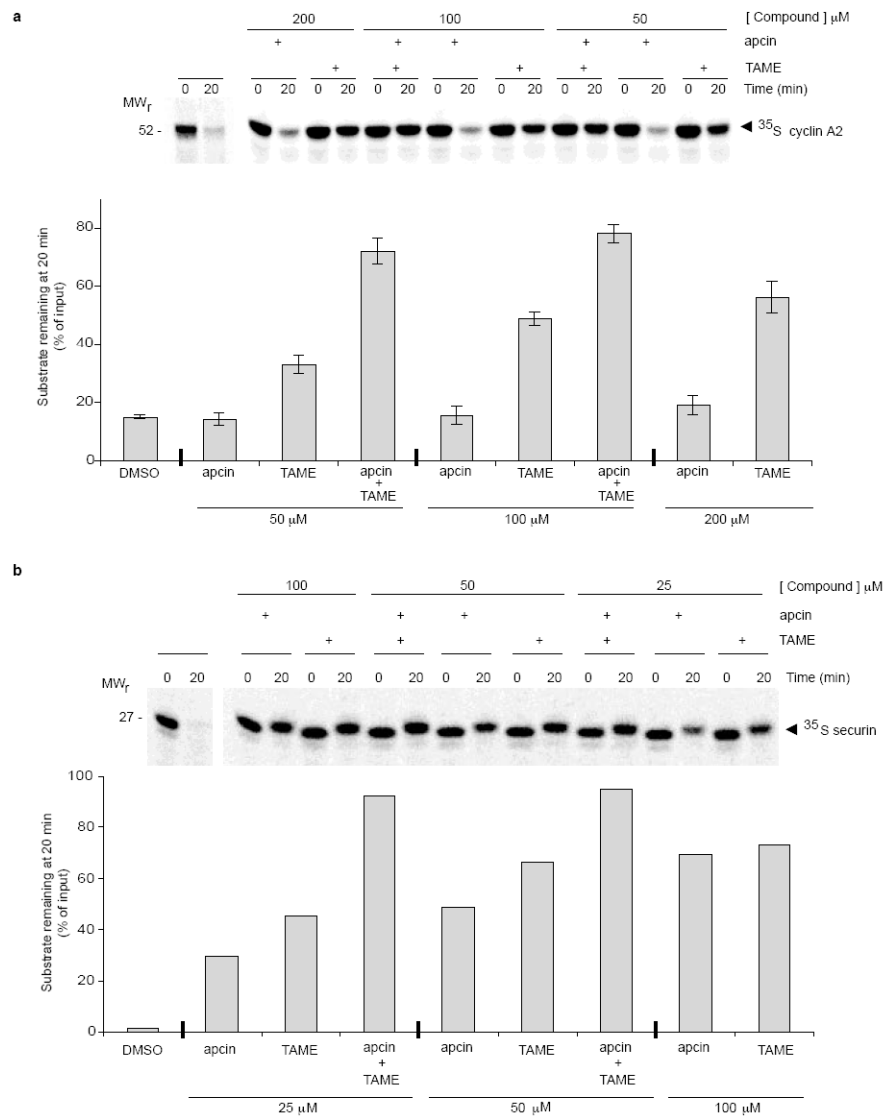 a
200 100 50 [ Compound ] μM
+ + + + + apcin
+ + + + + TAME
0 20 0 20 0 20 0 20 0 20 0 20 0 20 0 20 0 20 Time (min)
MWr
52 - ◄ 35S cyclin A2
Substrate remaining at 20 min
(% of input)
80
60
40
20
0
DMSO apcin TAME apcin + TAME apcin TAME apcin + TAME apcin TAME
50 μM 100 μM 200 μM
b
100 50 25 [ Compound ] μM
+ + + + + apcin
+ + + + + TAME
0 20 0 20 0 20 0 20 0 20 0 20 0 20 0 20 0 20 Time (min)
MWr
27 - ◄ 35S securin
Substrate remaining at 20 min
(% of input)
100
80
60
40
20
0
DMSO apcin TAME apcin + TAME apcin TAME apcin + TAME apcin TAME
25 μM 50 μM 100 μM